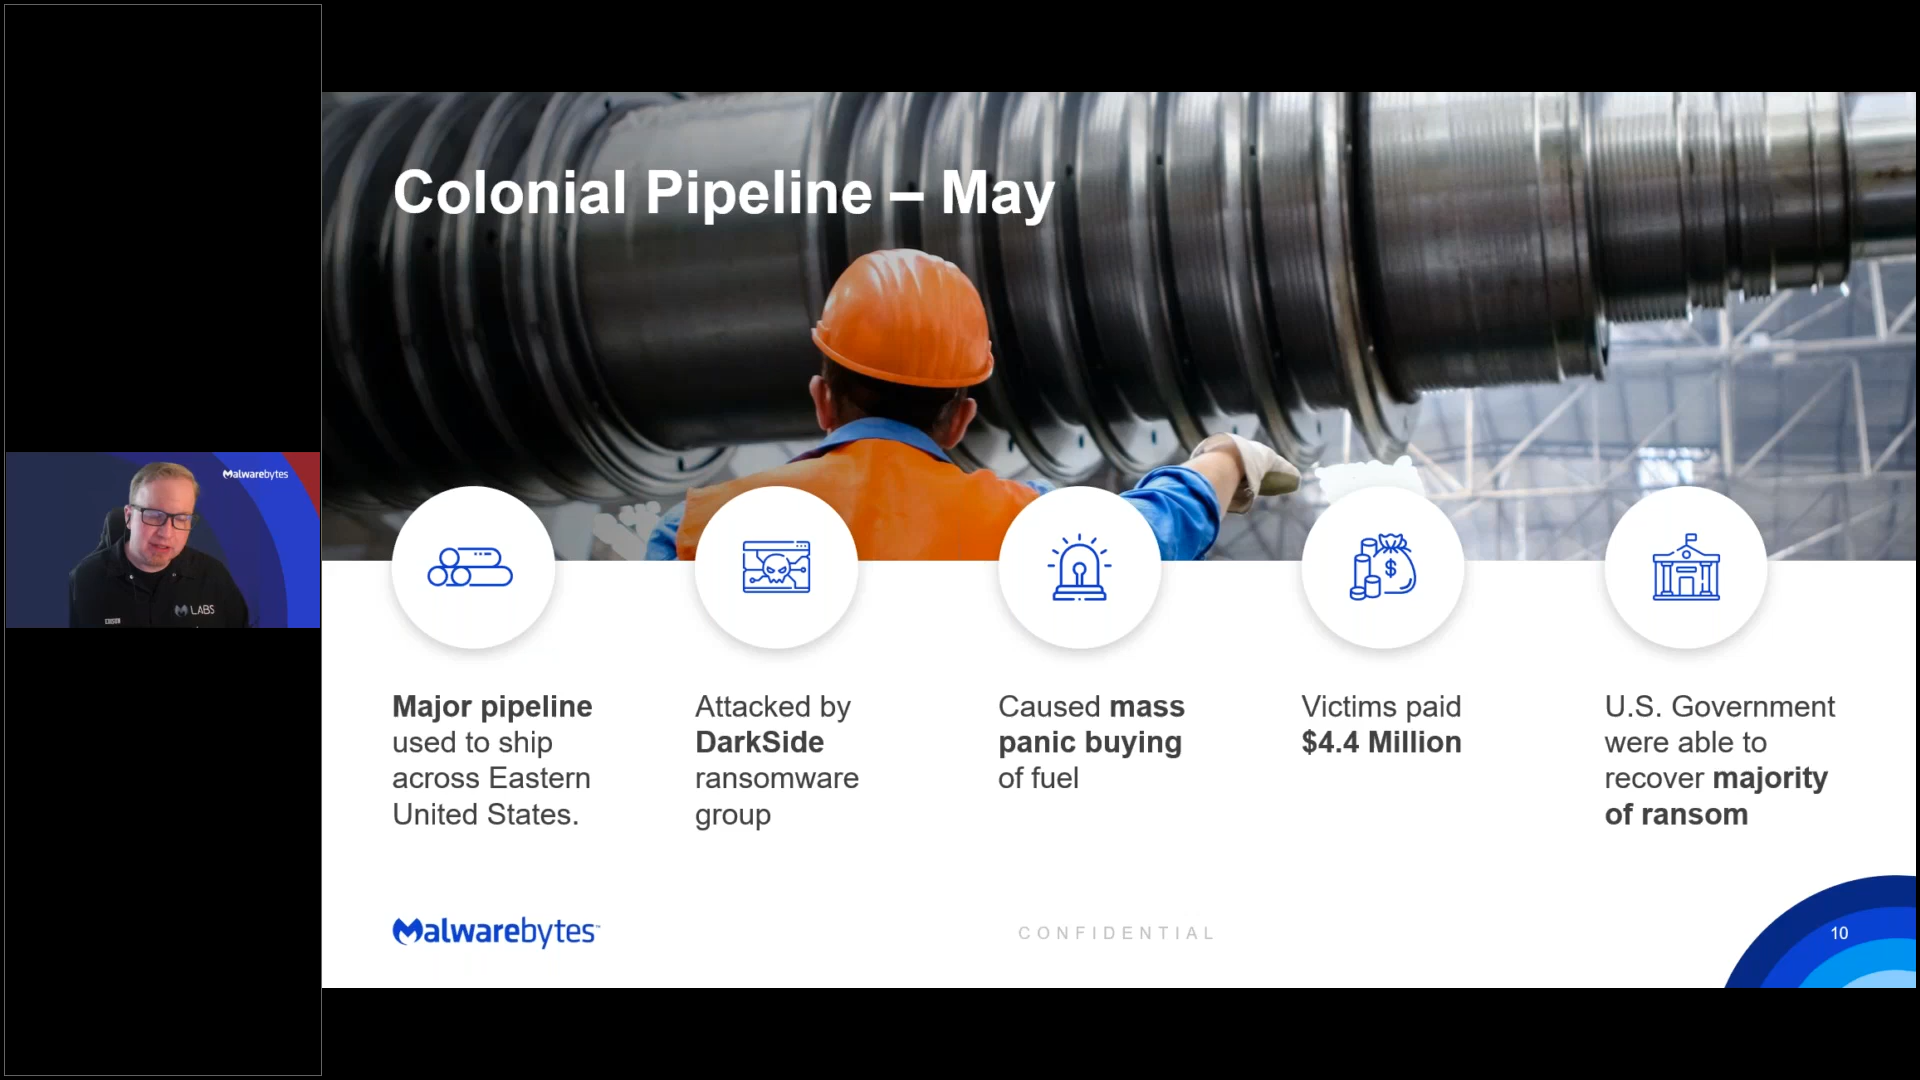 Malwarebytes
LABS
Colonial Pipeline – May
$
Major pipeline
used to ship
across Eastern
United States.
Attacked by
DarkSide
ransomware
group
Caused mass
panic buying
of fuel
Victims paid
$4.4 Million
U.S. Government
were able to
recover majority
of ransom
Malwarebytes
CONFIDENTIAL
10